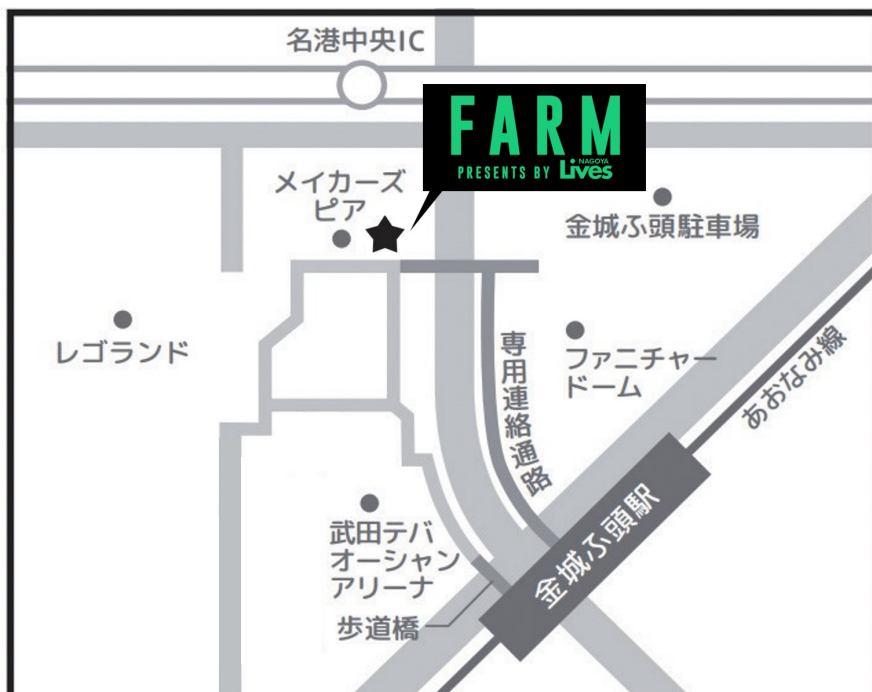 名港中央IC
FARM
PRESENTS BY NAGOYA Lives
メイカーズ
ピア
金城ふ頭駐車場
レゴランド
ファニチャー
ドーム
専用連絡通路
あおなみ線
金城ふ頭駅
武田テバ
オーシャン
アリーナ
歩道橋